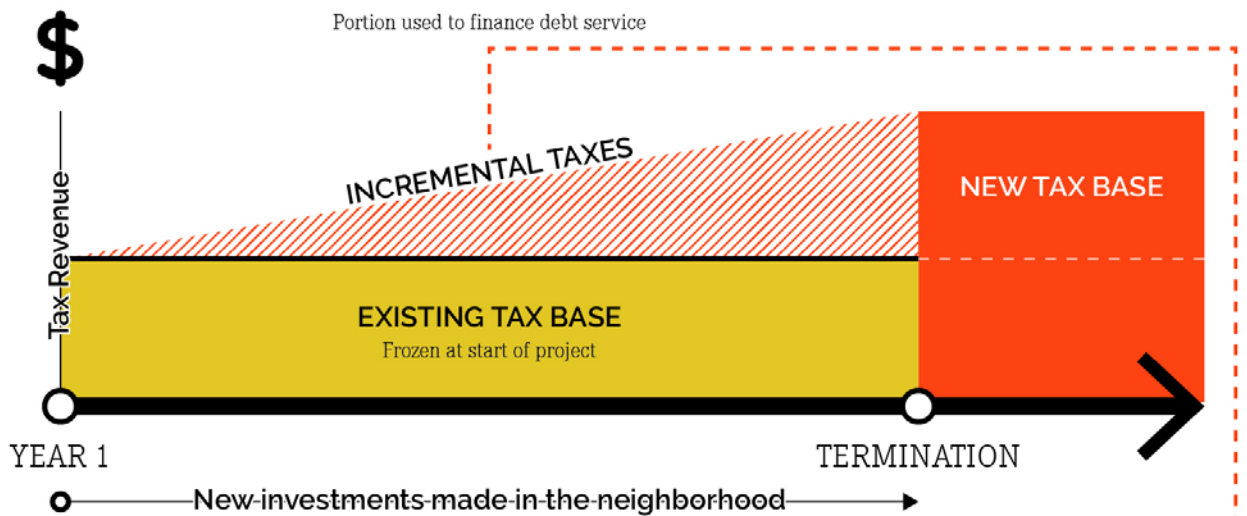 $
Portion used to finance debt service
INCREMENTAL TAXES
NEW TAX BASE
Tax Revenue
EXISTING TAX BASE
Frozen at start of project
YEAR 1
TERMINATION
New investments made in the neighborhood